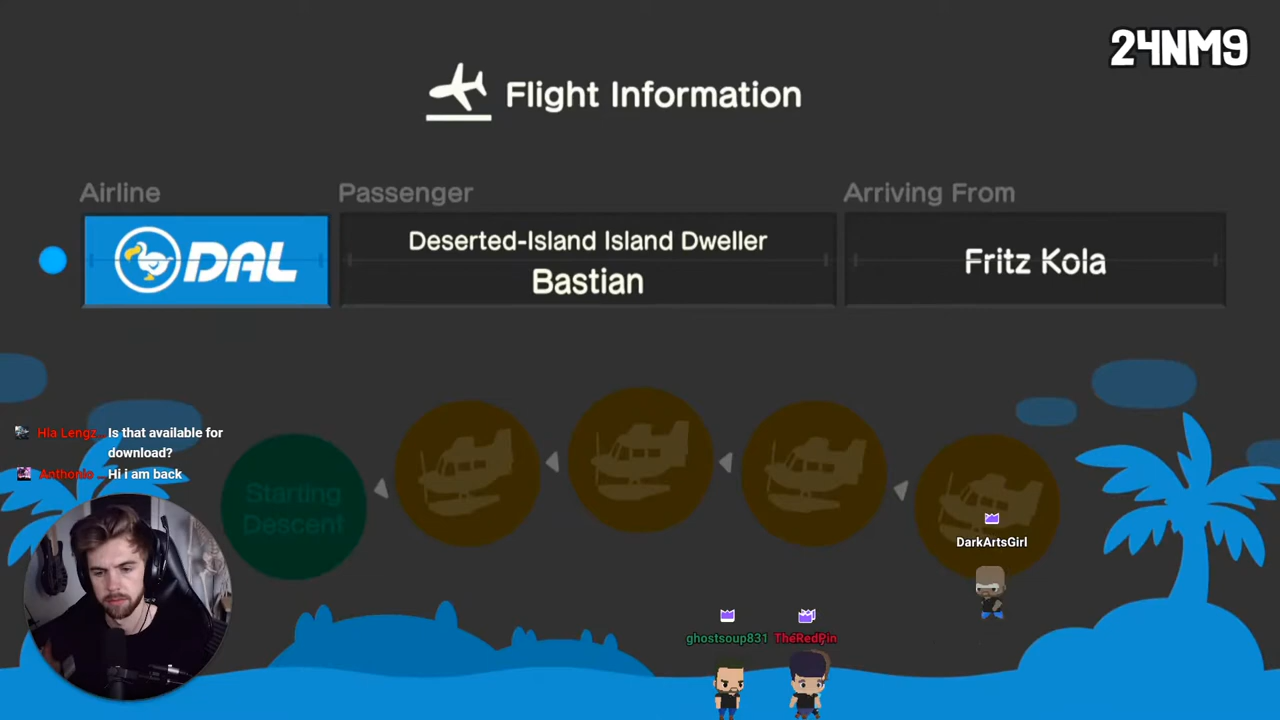 24NM9
Flight Information
Airline
Passenger
Arriving From
DAL
Deserted-Island Island Dweller
Bastian
Fritz Kola
Hla Lengz
Is that available for
download?
Hi i am back
Starting
Descent
DarkArtsGirl
ghostsoup831
TheRedPin